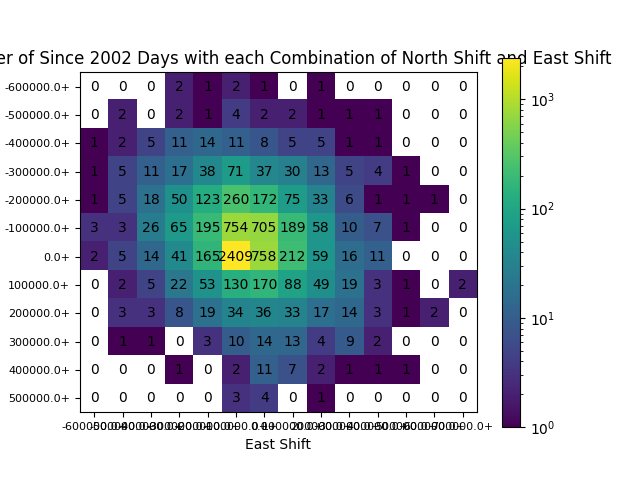 er of Since 2002 Days with each Combination of North Shift and East Shift
-600000.0+ 0 0 0 2 1 2 1 0 1 0 0 0 0 0
-500000.0+ 0 2 0 2 1 4 2 2 1 1 1 0 0 0
-400000.0+ 1 2 5 11 14 11 8 5 5 1 1 0 0 0
-300000.0+ 1 5 11 17 38 71 37 30 13 5 4 1 0 0
-200000.0+ 1 5 18 50 123 260 172 75 33 6 1 1 1 0
-100000.0+ 3 3 26 65 195 754 705 189 58 10 7 1 0 0
0.0+ 2 5 14 41 165 2409 758 212 59 16 11 0 0 0
100000.0+ 0 2 5 22 53 130 170 88 49 19 3 1 0 2
200000.0+ 0 3 3 8 19 34 36 33 17 14 3 1 2 0
300000.0+ 0 1 1 0 3 10 14 13 4 9 2 0 0 0
400000.0+ 0 0 0 1 0 2 11 7 2 1 1 1 0 0
500000.0+ 0 0 0 0 0 3 4 0 1 0 0 0 0 0
East Shift
10³
10²
10¹
10⁰